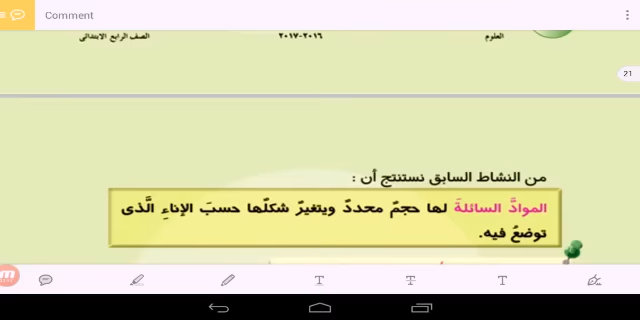 Comment
العلوم ٢٠١٦-٢٠١٧ الصف الرابع الابتدائى
21
من النشاط السابق نستنتج أن :
الموادَّ السائلةَ لها حجمٌ محددٌ ويتغيرٌ شكلُها حسبَ الإناءِ الَّذى
توضعُ فيه.
T T T